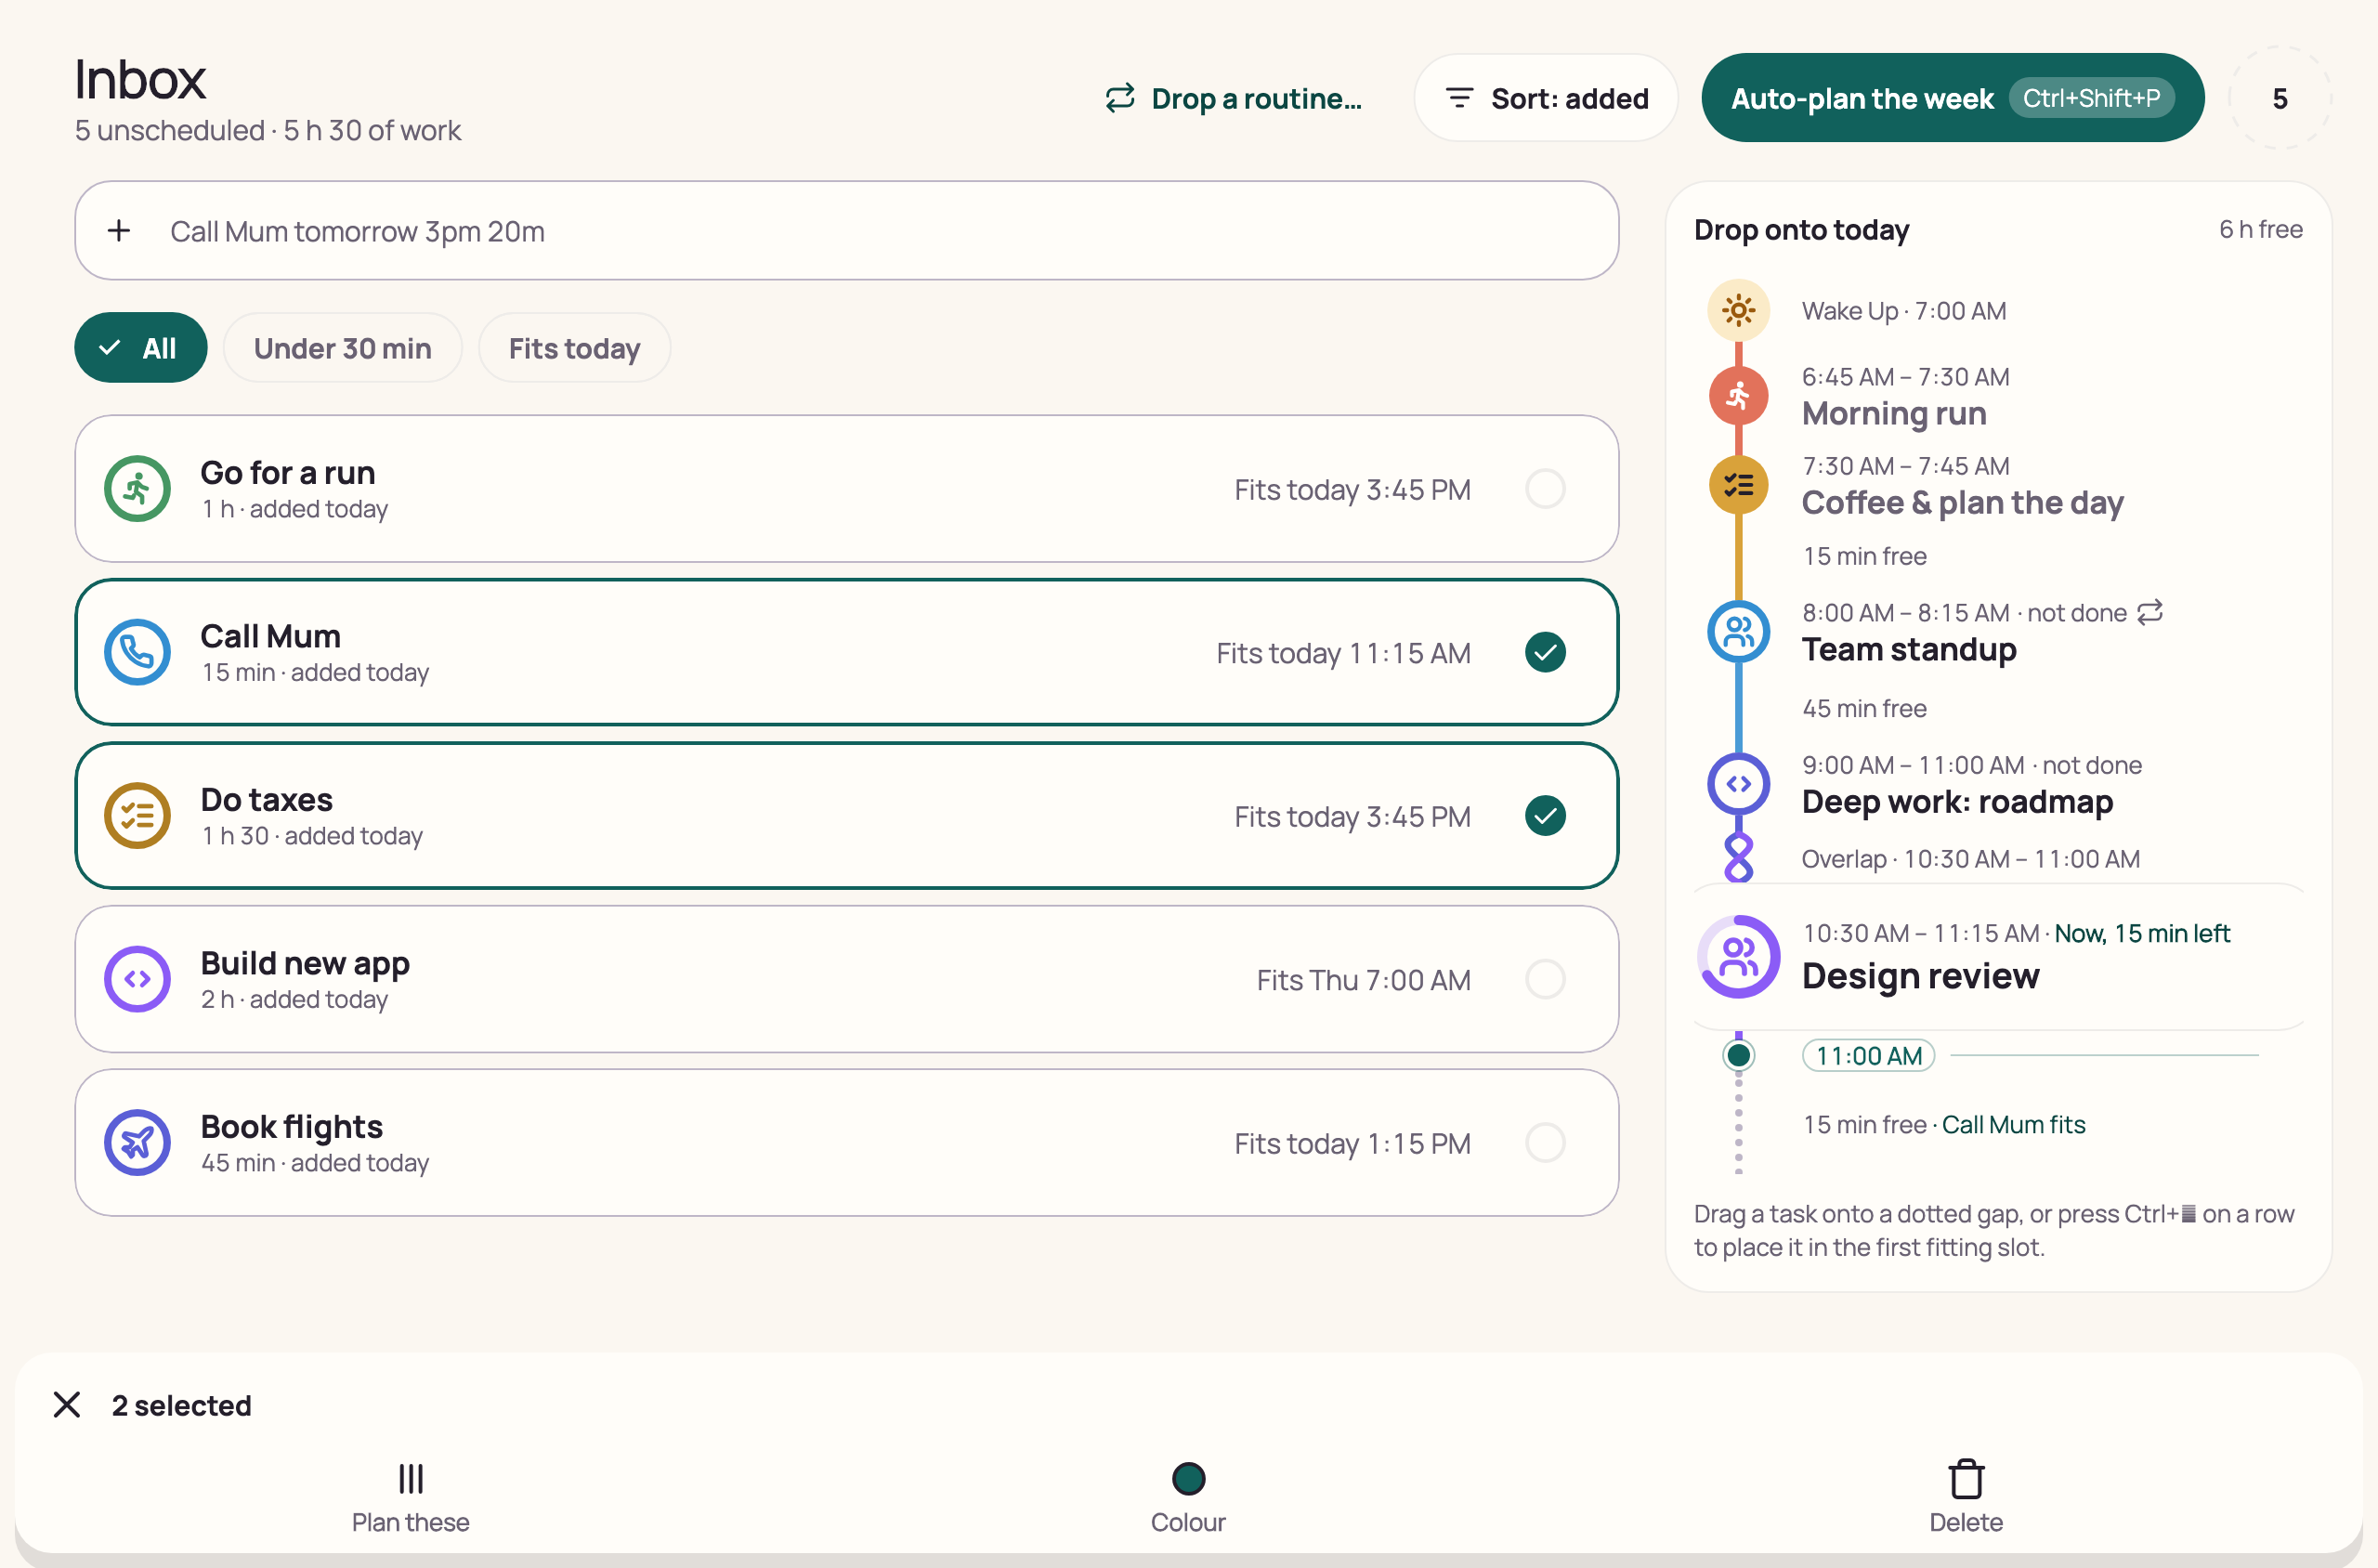 Inbox
5 unscheduled · 5 h 30 of work
Drop a routine...
Sort: added
Auto-plan the week Ctrl+Shift+P
5
Call Mum tomorrow 3pm 20m
All
Under 30 min
Fits today
Go for a run
1 h · added today
Fits today 3:45 PM
Call Mum
15 min · added today
Fits today 11:15 AM
Do taxes
1 h 30 · added today
Fits today 3:45 PM
Build new app
2 h · added today
Fits Thu 7:00 AM
Book flights
45 min · added today
Fits today 1:15 PM
Drop onto today
6 h free
Wake Up · 7:00 AM
6:45 AM – 7:30 AM
Morning run
7:30 AM – 7:45 AM
Coffee & plan the day
15 min free
8:00 AM – 8:15 AM · not done
Team standup
45 min free
9:00 AM – 11:00 AM · not done
Deep work: roadmap
Overlap · 10:30 AM – 11:00 AM
10:30 AM – 11:15 AM · Now, 15 min left
Design review
11:00 AM
15 min free · Call Mum fits
Drag a task onto a dotted gap, or press Ctrl+ on a row
to place it in the first fitting slot.
2 selected
Plan these
Colour
Delete